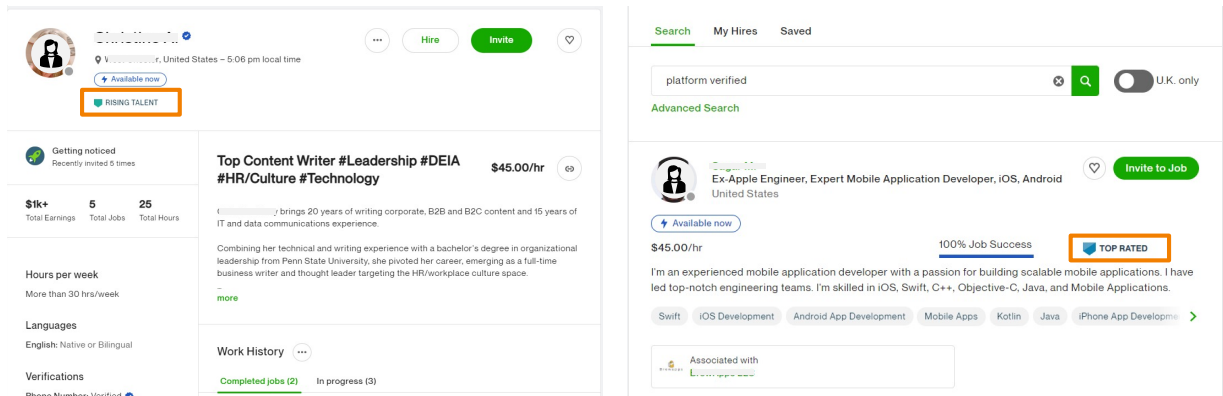 r, United States – 5:06 pm local time
Available now
RISING TALENT
Hire
Invite
Getting noticed
Recently invited 5 times
$1k+
5
25
Total Earnings
Total Jobs
Total Hours
Hours per week
More than 30 hrs/week
Languages
English: Native or Bilingual
Verifications
Phone Number: Verified
Top Content Writer #Leadership #DEIA
#HR/Culture #Technology
$45.00/hr
brings 20 years of writing corporate, B2B and B2C content and 15 years of
IT and data communications experience.
Combining her technical and writing experience with a bachelor's degree in organizational
leadership from Penn State University, she pivoted her career, emerging as a full-time
business writer and thought leader targeting the HR/workplace culture space.
more
Work History
Completed jobs (2)
In progress (3)
Search
My Hires
Saved
platform verified
U.K. only
Advanced Search
Ex-Apple Engineer, Expert Mobile Application Developer, iOS, Android
United States
Invite to Job
Available now
$45.00/hr
100% Job Success
TOP RATED
I'm an experienced mobile application developer with a passion for building scalable mobile applications. I have
led top-notch engineering teams. I'm skilled in iOS, Swift, C++, Objective-C, Java, and Mobile Applications.
Swift
iOS Development
Android App Development
Mobile Apps
Kotlin
Java
iPhone App Developme
Associated with